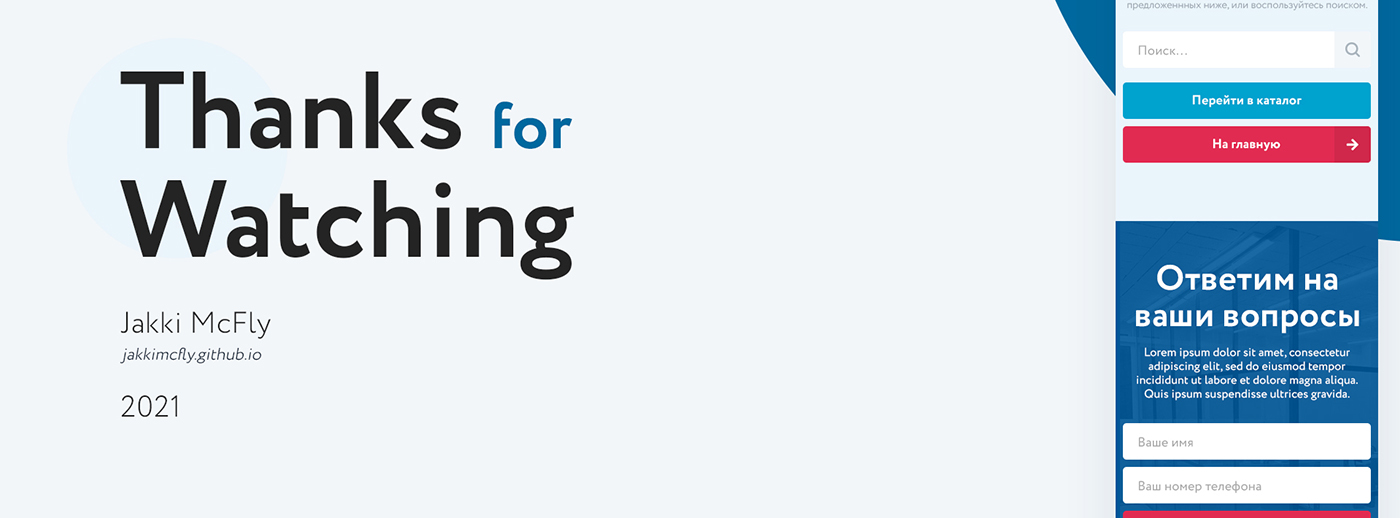 Thanks for
Watching
Jakki McFly
jakkimcfly.github.io
2021
предложеннных ниже, или воспользуйтесь поиском.
Поиск...
Перейти в каталог
На главную
Ответим на
ваши вопросы
Lorem ipsum dolor sit amet, consectetur
adipiscing elit, sed do eiusmod tempor
incididunt ut labore et dolore magna aliqua.
Quis ipsum suspendisse ultrices gravida.
Ваше имя
Ваш номер телефона